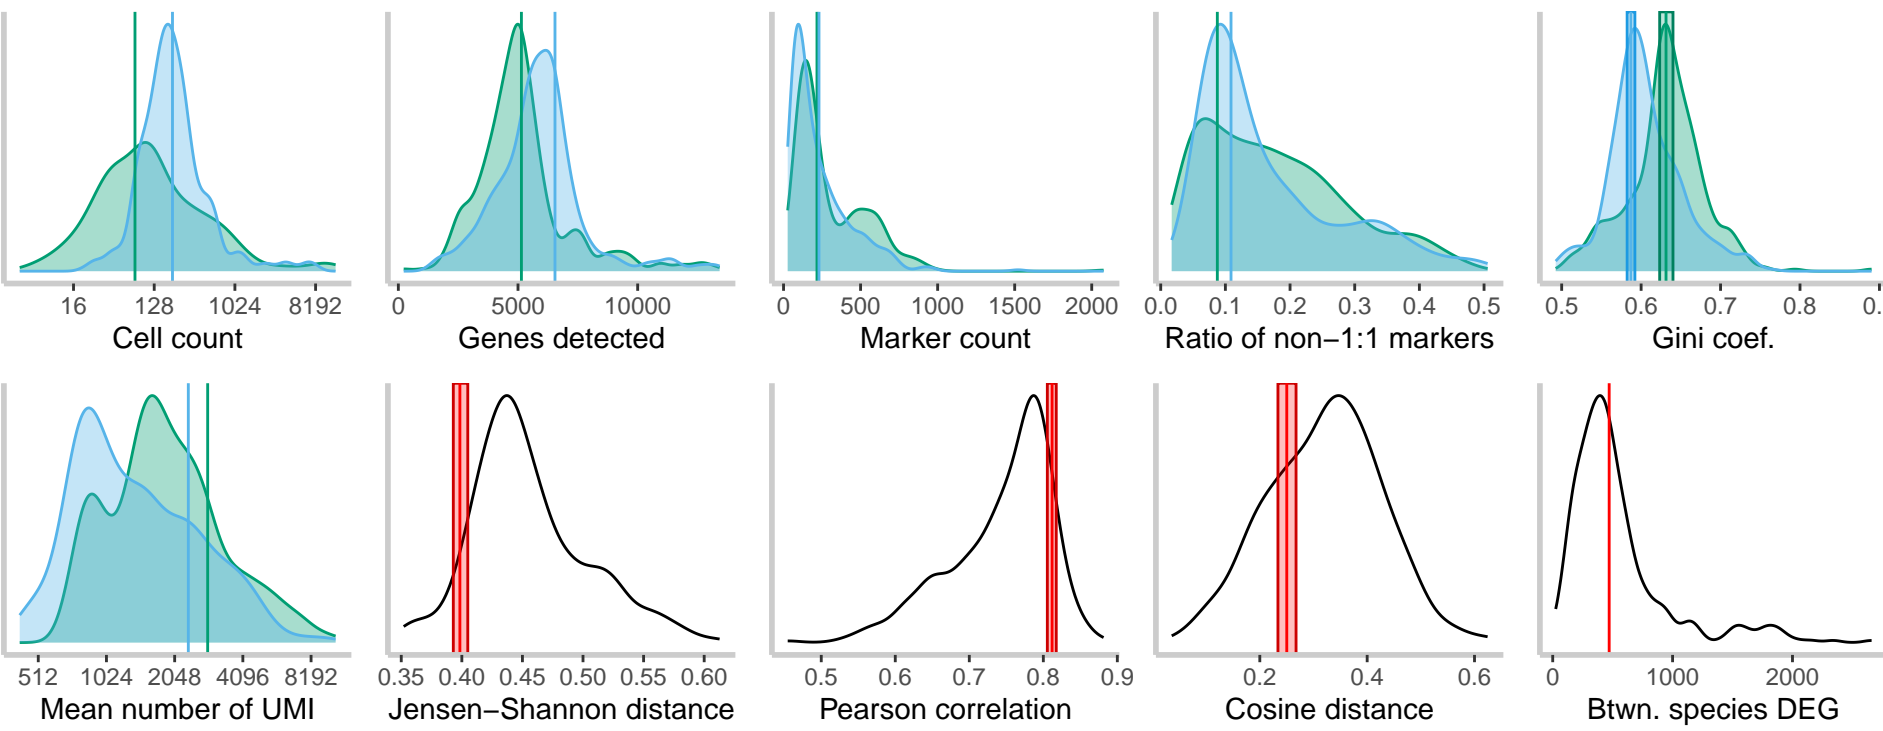 16 128 1024 8192
Cell count
0 5000 10000
Genes detected
0 500 1000 1500 2000
Marker count
0.0 0.1 0.2 0.3 0.4 0.5
Ratio of non−1:1 markers
0.5 0.6 0.7 0.8 0.
Gini coef.
512 1024 2048 4096 8192
Mean number of UMI
0.35 0.40 0.45 0.50 0.55 0.60
Jensen−Shannon distance
0.5 0.6 0.7 0.8 0.9
Pearson correlation
0.2 0.4 0.6
Cosine distance
0 1000 2000
Btwn. species DEG